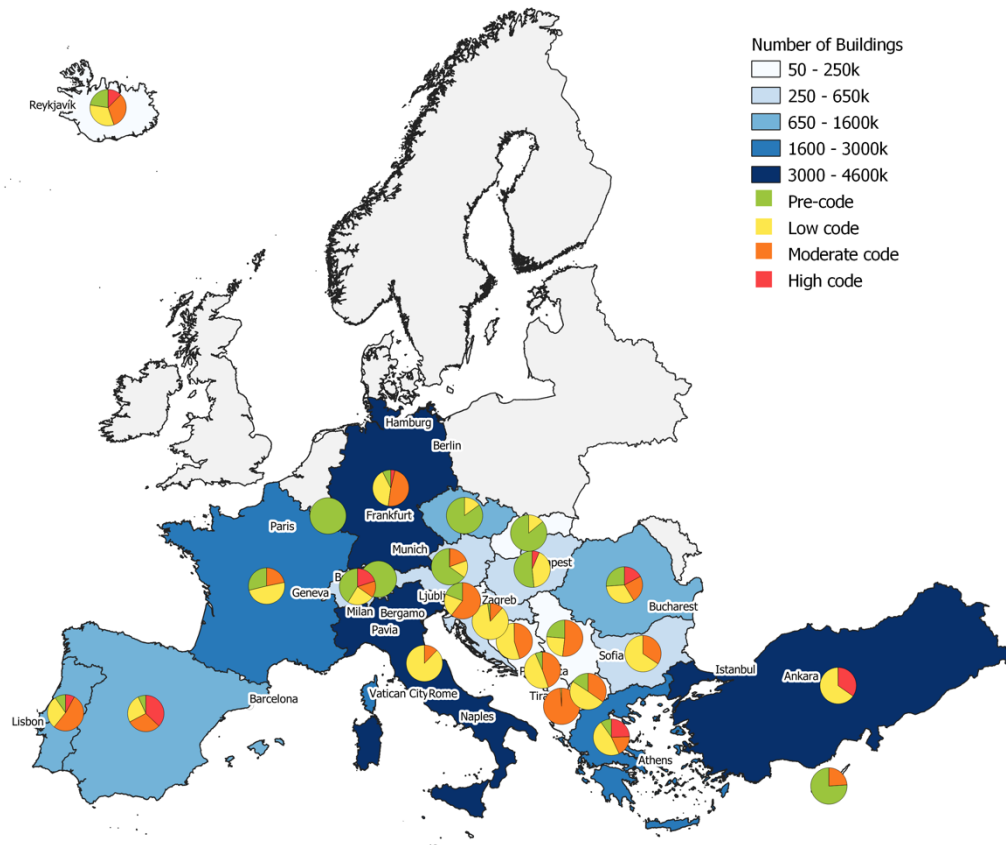 Number of Buildings
50 - 250k
250 - 650k
650 - 1600k
1600 - 3000k
3000 - 4600k
Pre-code
Low code
Moderate code
High code
Reykjavík
Hamburg
Berlin
Frankfurt
Paris
Munich
Geneva
Milan
Bergamo
Zagreb
Pavia
Bucharest
Sofia
Istanbul
Ankara
Vatican City
Rome
Barcelona
Lisbon
Naples
Athens